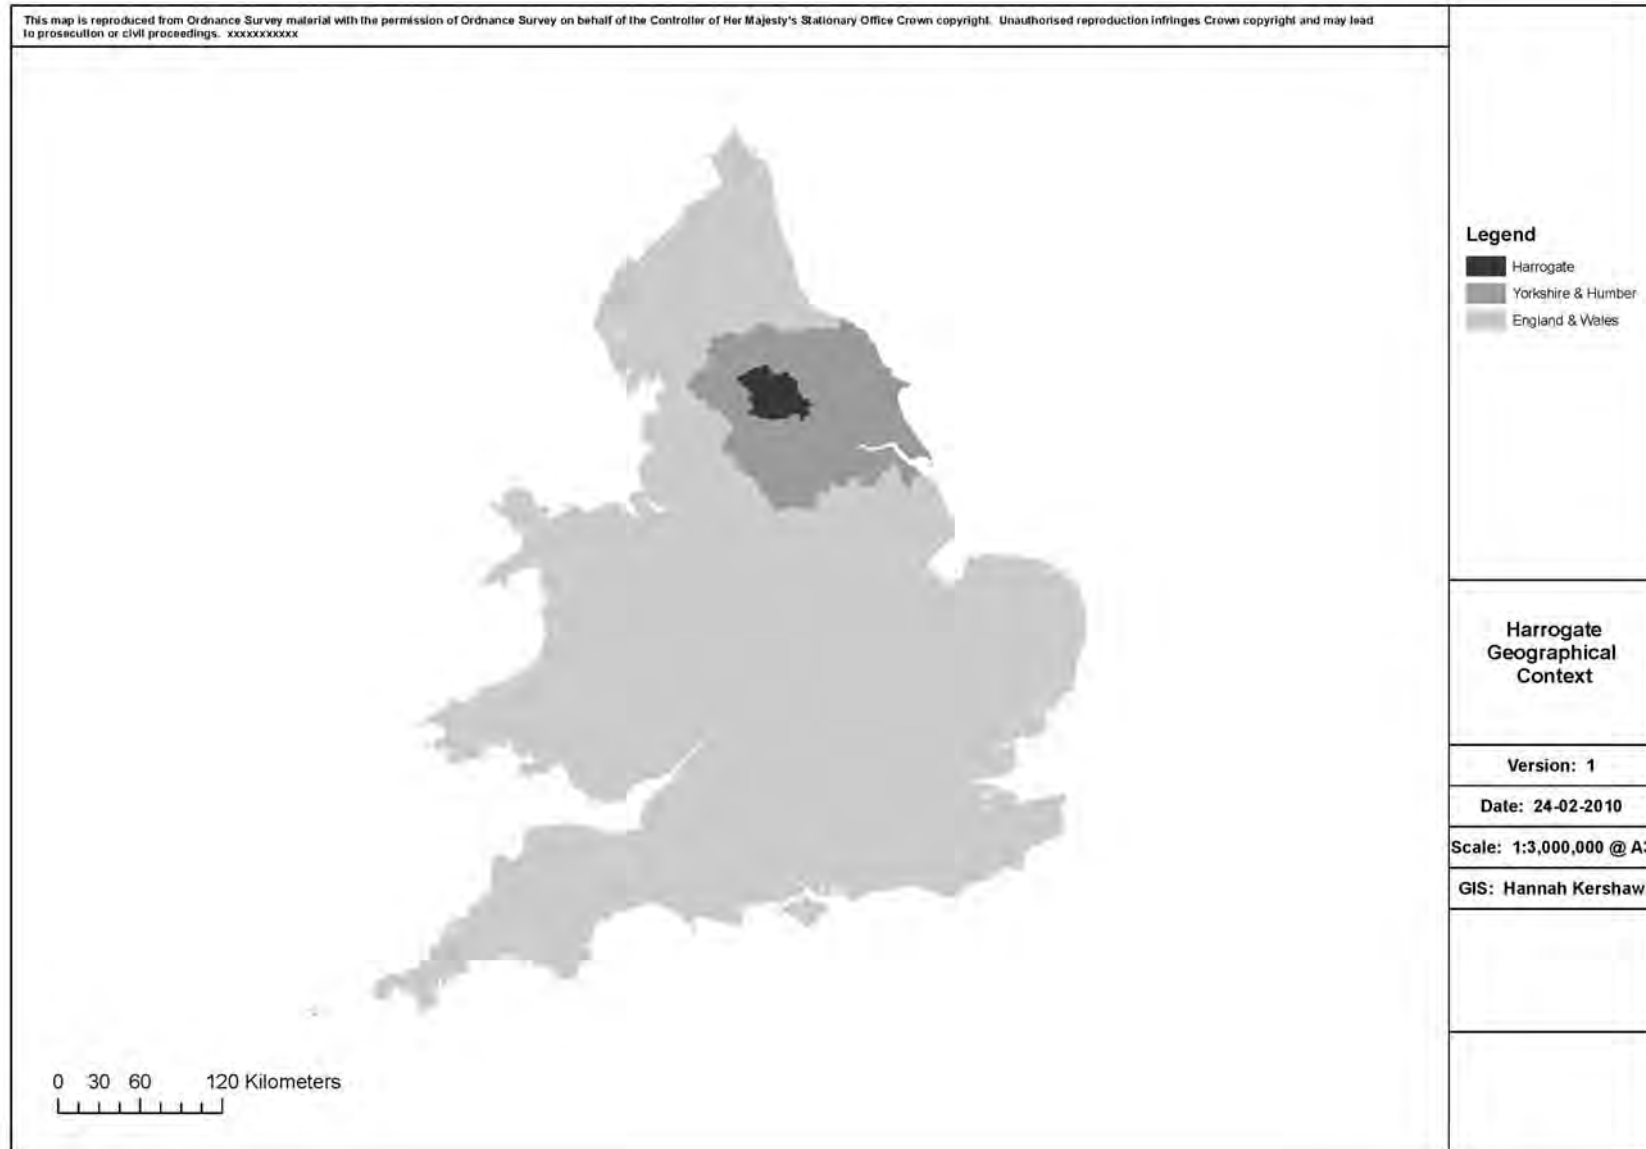 This map is reproduced from Ordnance Survey material with the permission of Ordnance Survey on behalf of the Controller of Her Majesty's Stationary Office Crown copyright. Unauthorised reproduction infringes Crown copyright and may lead
to prosecution or civil proceedings. xxxxxxxxxxx
Legend
Harrogate
Yorkshire & Humber
England & Wales
Harrogate
Geographical
Context
Version: 1
Date: 24-02-2010
Scale: 1:3,000,000 @ A3
GIS: Hannah Kershaw
0 30 60 120 Kilometers